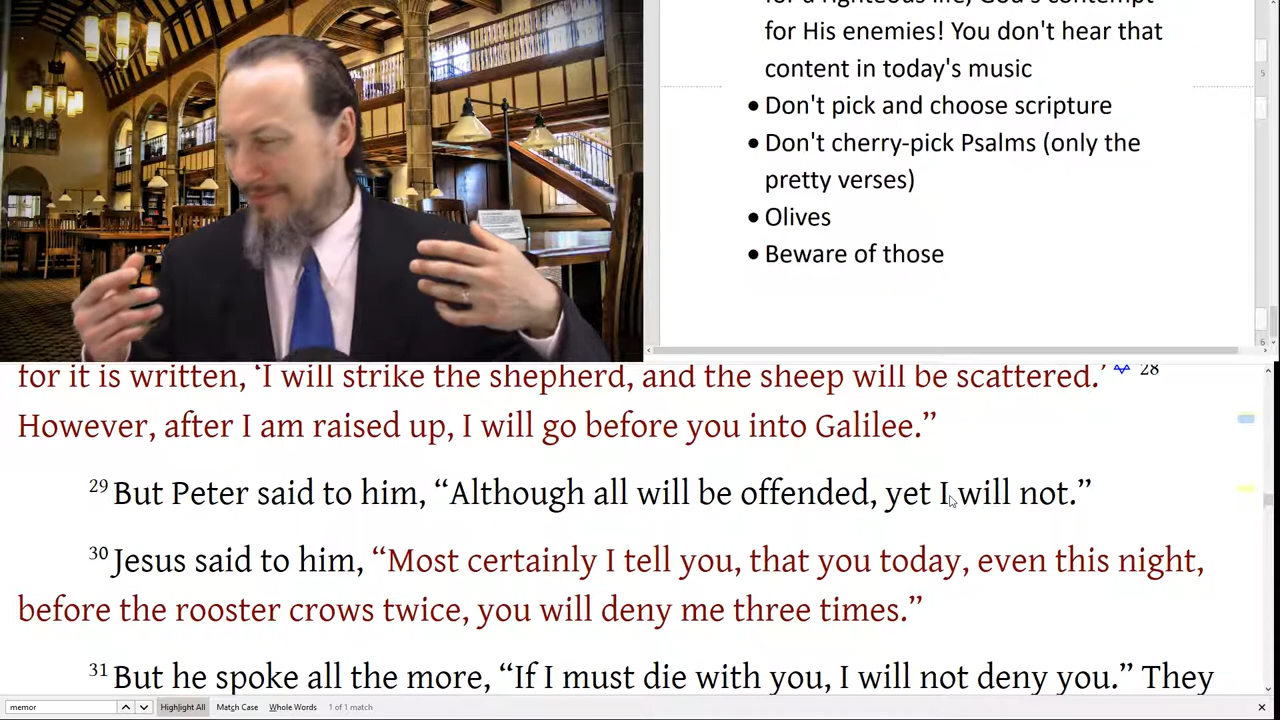 for a righteous life, God's contempt
for His enemies! You don't hear that
content in today's music
• Don't pick and choose scripture
• Don't cherry-pick Psalms (only the
pretty verses)
• Olives
• Beware of those
5
6
for it is written, ‘I will strike the shepherd, and the sheep will be scattered.’ 28
However, after I am raised up, I will go before you into Galilee.”
29 But Peter said to him, “Although all will be offended, yet I will not.”
30 Jesus said to him, “Most certainly I tell you, that you today, even this night,
before the rooster crows twice, you will deny me three times.”
31 But he spoke all the more, “If I must die with you, I will not deny you.” They
memor Highlight All Match Case Whole Words 1 of 1 match